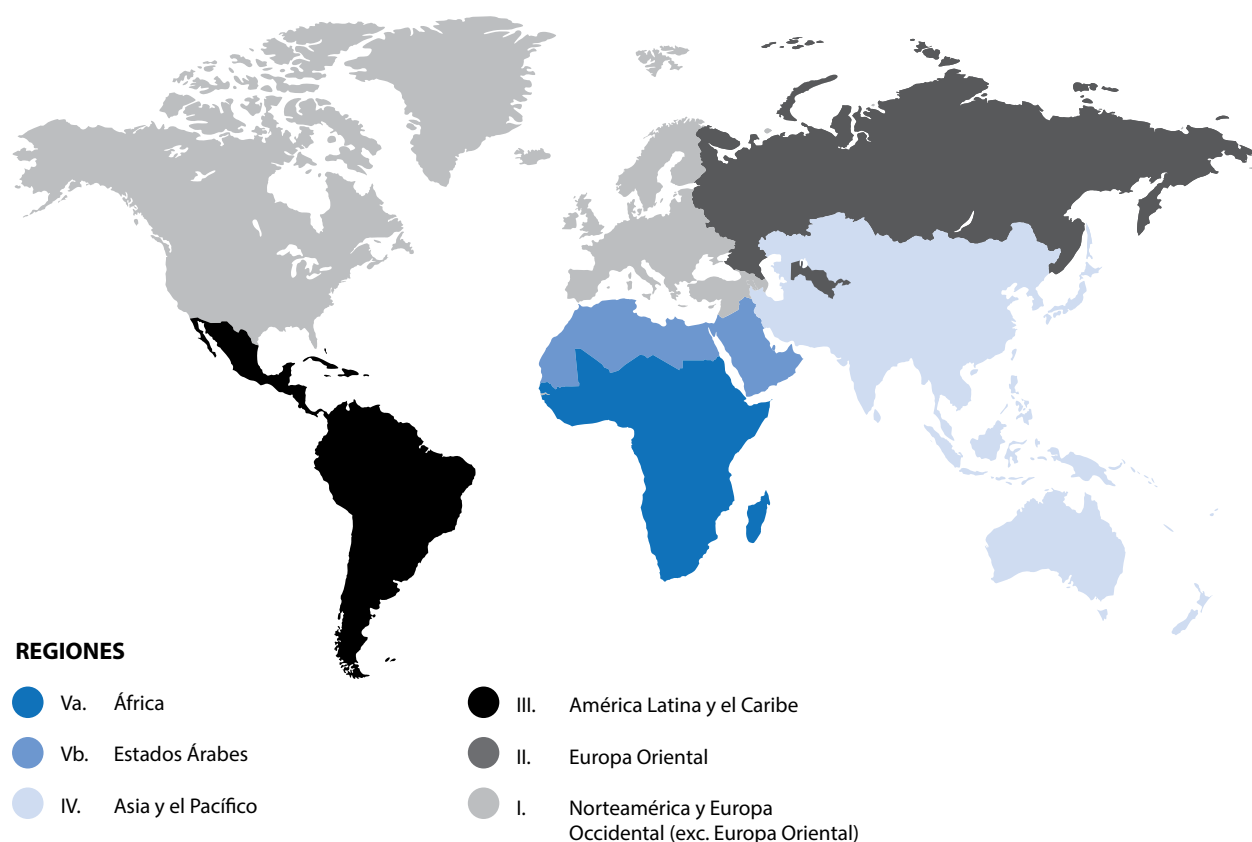 REGIONES
Va. África
Vb. Estados Árabes
IV. Asia y el Pacífico
III. América Latina y el Caribe
II. Europa Oriental
I. Norteamérica y Europa
Occidental (exc. Europa Oriental)